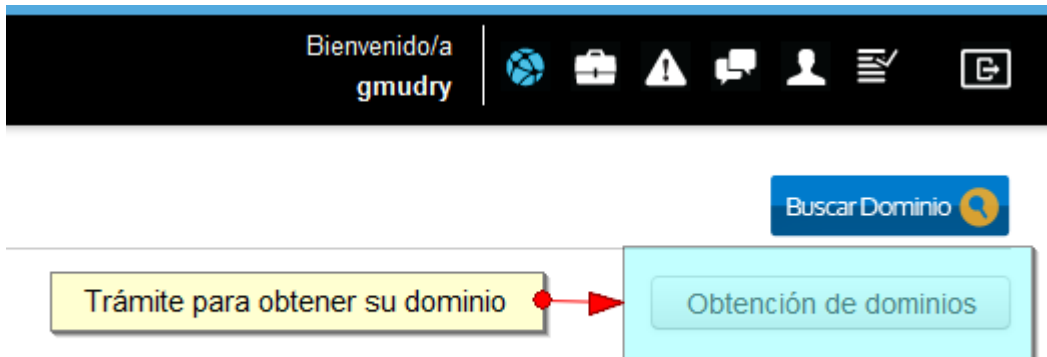 Bienvenido/a
gmudry
Buscar Dominio
Trámite para obtener su dominio
Obtención de dominios